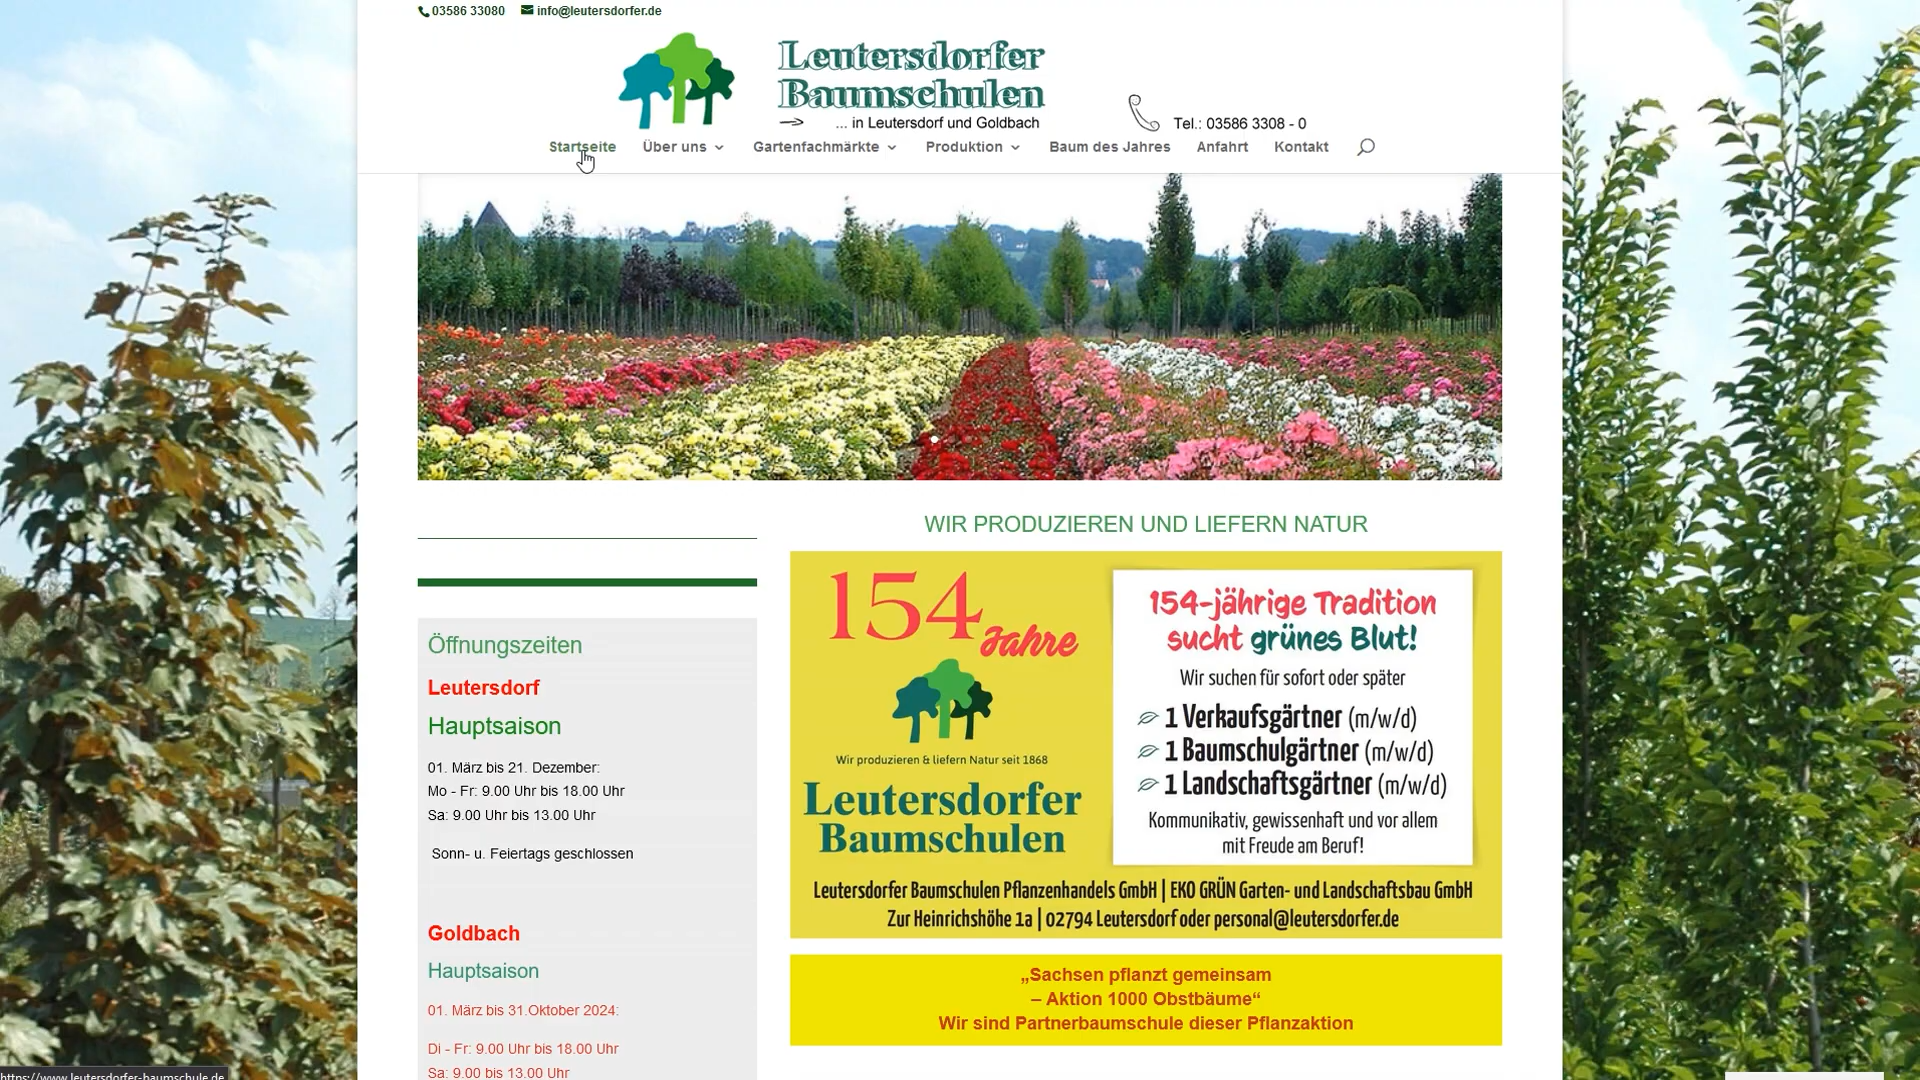 03586 33080 info@leutersdorfer.de
Leutersdorfer
Baumschulen
... in Leutersdorf und Goldbach
Tel.: 03586 3308 - 0
Startseite Über uns Gartenfachmärkte Produktion Baum des Jahres Anfahrt Kontakt
WIR PRODUZIEREN UND LIEFERN NATUR
Öffnungszeiten
Leutersdorf
Hauptsaison
01. März bis 21. Dezember:
Mo - Fr: 9.00 Uhr bis 18.00 Uhr
Sa: 9.00 Uhr bis 13.00 Uhr
Sonn- u. Feiertags geschlossen
Goldbach
Hauptsaison
01. März bis 31.Oktober 2024:
Di - Fr: 9.00 Uhr bis 18.00 Uhr
Sa: 9.00 bis 13.00 Uhr
154 Jahre
Wir produzieren & liefern Natur seit 1868
Leutersdorfer
Baumschulen
154-jährige Tradition
sucht grünes Blut!
Wir suchen für sofort oder später
1 Verkaufsgärtner (m/w/d)
1 Baumschulgärtner (m/w/d)
1 Landschaftsgärtner (m/w/d)
Kommunikativ, gewissenhaft und vor allem
mit Freude am Beruf!
Leutersdorfer Baumschulen Pflanzenhandels GmbH | EKO GRÜN Garten- und Landschaftsbau GmbH
Zur Heinrichshöhe 1a | 02794 Leutersdorf oder personal@leutersdorfer.de
„Sachsen pflanzt gemeinsam
– Aktion 1000 Obstbäume“
Wir sind Partnerbaumschule dieser Pflanzaktion
https://www.leutersdorfer-baumschule.de